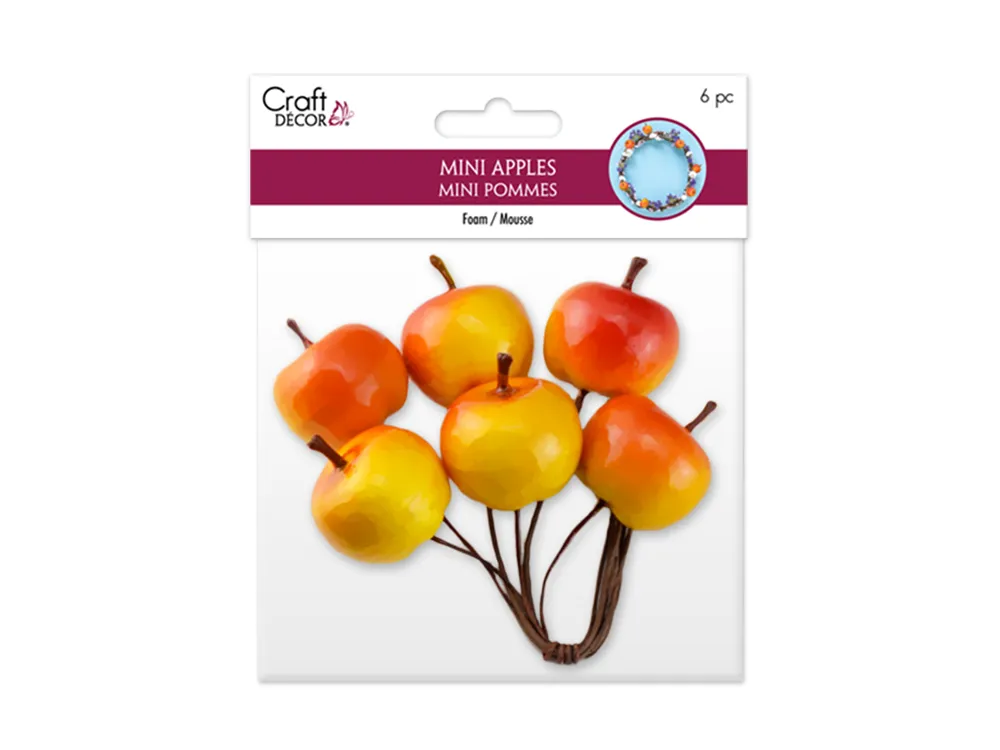 Craft
DÉCOR®
6 pc
MINI APPLES
MINI POMMES
Foam / Mousse